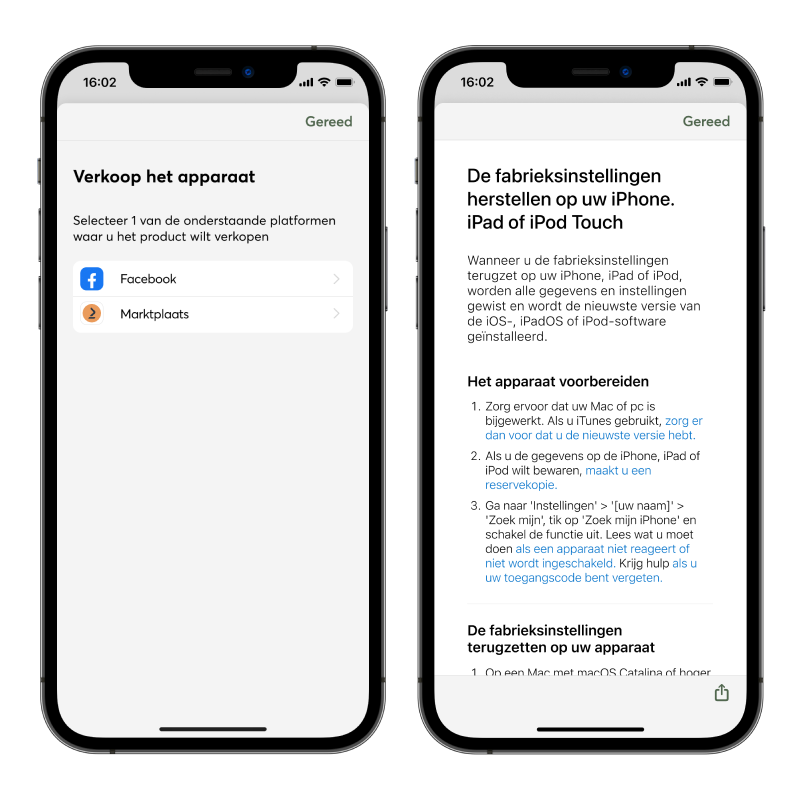 16:02
Gereed
Verkoop het apparaat
Selecteer 1 van de onderstaande platformen
waar u het product wilt verkopen
Facebook
Marktplaats
16:02
Gereed
De fabrieksinstellingen
herstellen op uw iPhone.
iPad of iPod Touch
Wanneer u de fabrieksinstellingen
terugzet op uw iPhone, iPad of iPod,
worden alle gegevens en instellingen
gewist en wordt de nieuwste versie van
de iOS-, iPadOS of iPod-software
geïnstalleerd.
Het apparaat voorbereiden
1. Zorg ervoor dat uw Mac of pc is
bijgewerkt. Als u iTunes gebruikt, zorg er
dan voor dat u de nieuwste versie hebt.
2. Als u de gegevens op de iPhone, iPad of
iPod wilt bewaren, maakt u een
reservekopie.
3. Ga naar 'Instellingen' > '[uw naam]' >
'Zoek mijn', tik op 'Zoek mijn iPhone' en
schakel de functie uit. Lees wat u moet
doen als een apparaat niet reageert of
niet wordt ingeschakeld. Krijg hulp als u
uw toegangscode bent vergeten.
De fabrieksinstellingen
terugzetten op uw apparaat
1. Op een Mac met macOS Catalina of hoger